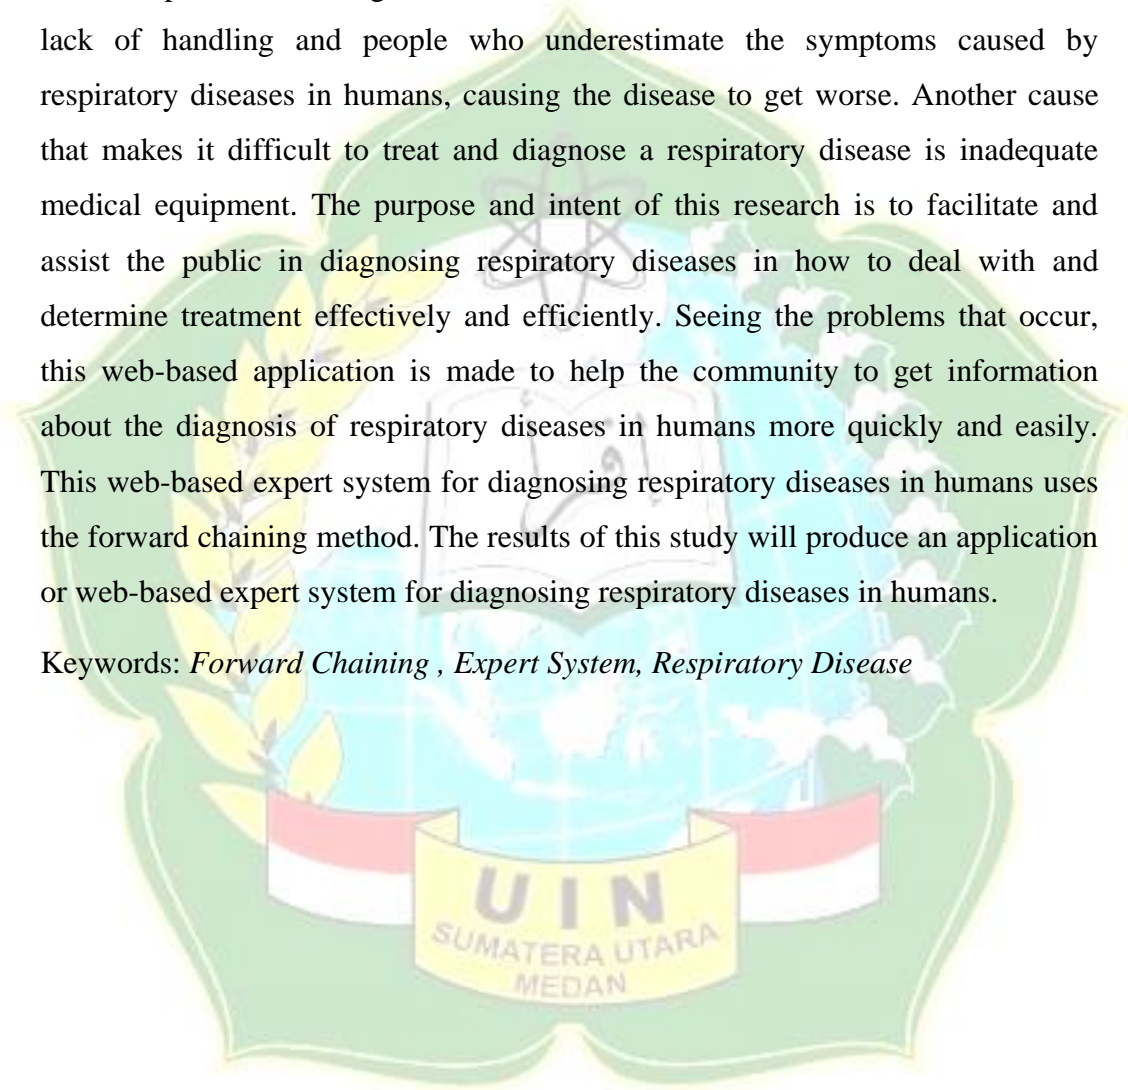 lack of handling and people who underestimate the symptoms caused by
respiratory diseases in humans, causing the disease to get worse. Another cause
that makes it difficult to treat and diagnose a respiratory disease is inadequate
medical equipment. The purpose and intent of this research is to facilitate and
assist the public in diagnosing respiratory diseases in how to deal with and
determine treatment effectively and efficiently. Seeing the problems that occur,
this web-based application is made to help the community to get information
about the diagnosis of respiratory diseases in humans more quickly and easily.
This web-based expert system for diagnosing respiratory diseases in humans uses
the forward chaining method. The results of this study will produce an application
or web-based expert system for diagnosing respiratory diseases in humans.
Keywords: Forward Chaining , Expert System, Respiratory Disease
UIN
SUMATERA UTARA
MEDAN